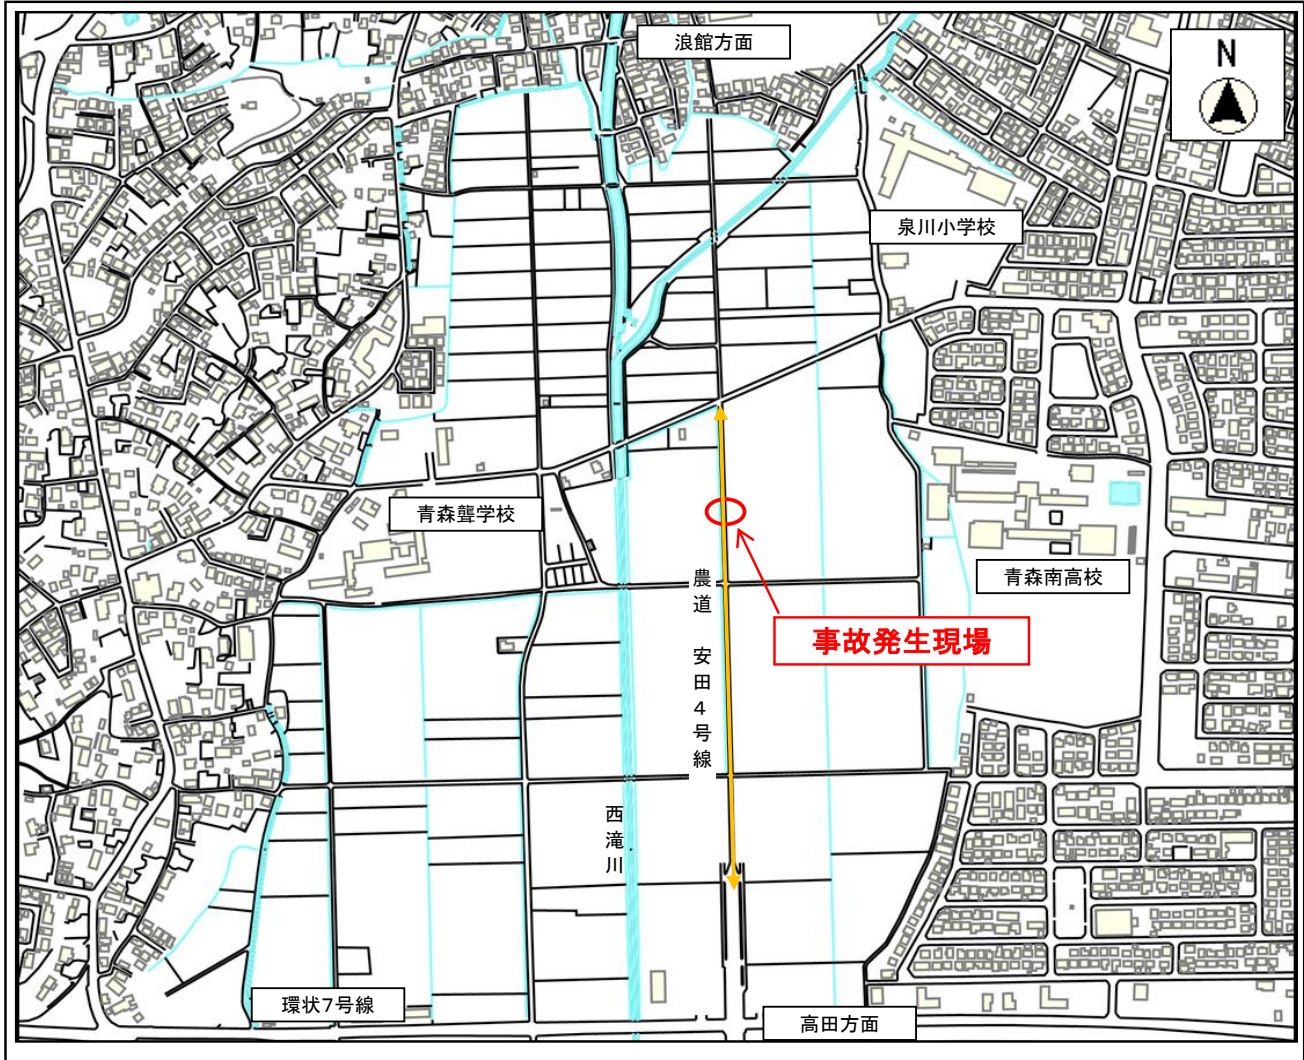 浪館方面
N
泉川小学校
青森聾学校
青森南高校
農道 安田4号線
事故発生現場
西滝川
環状7号線
高田方面